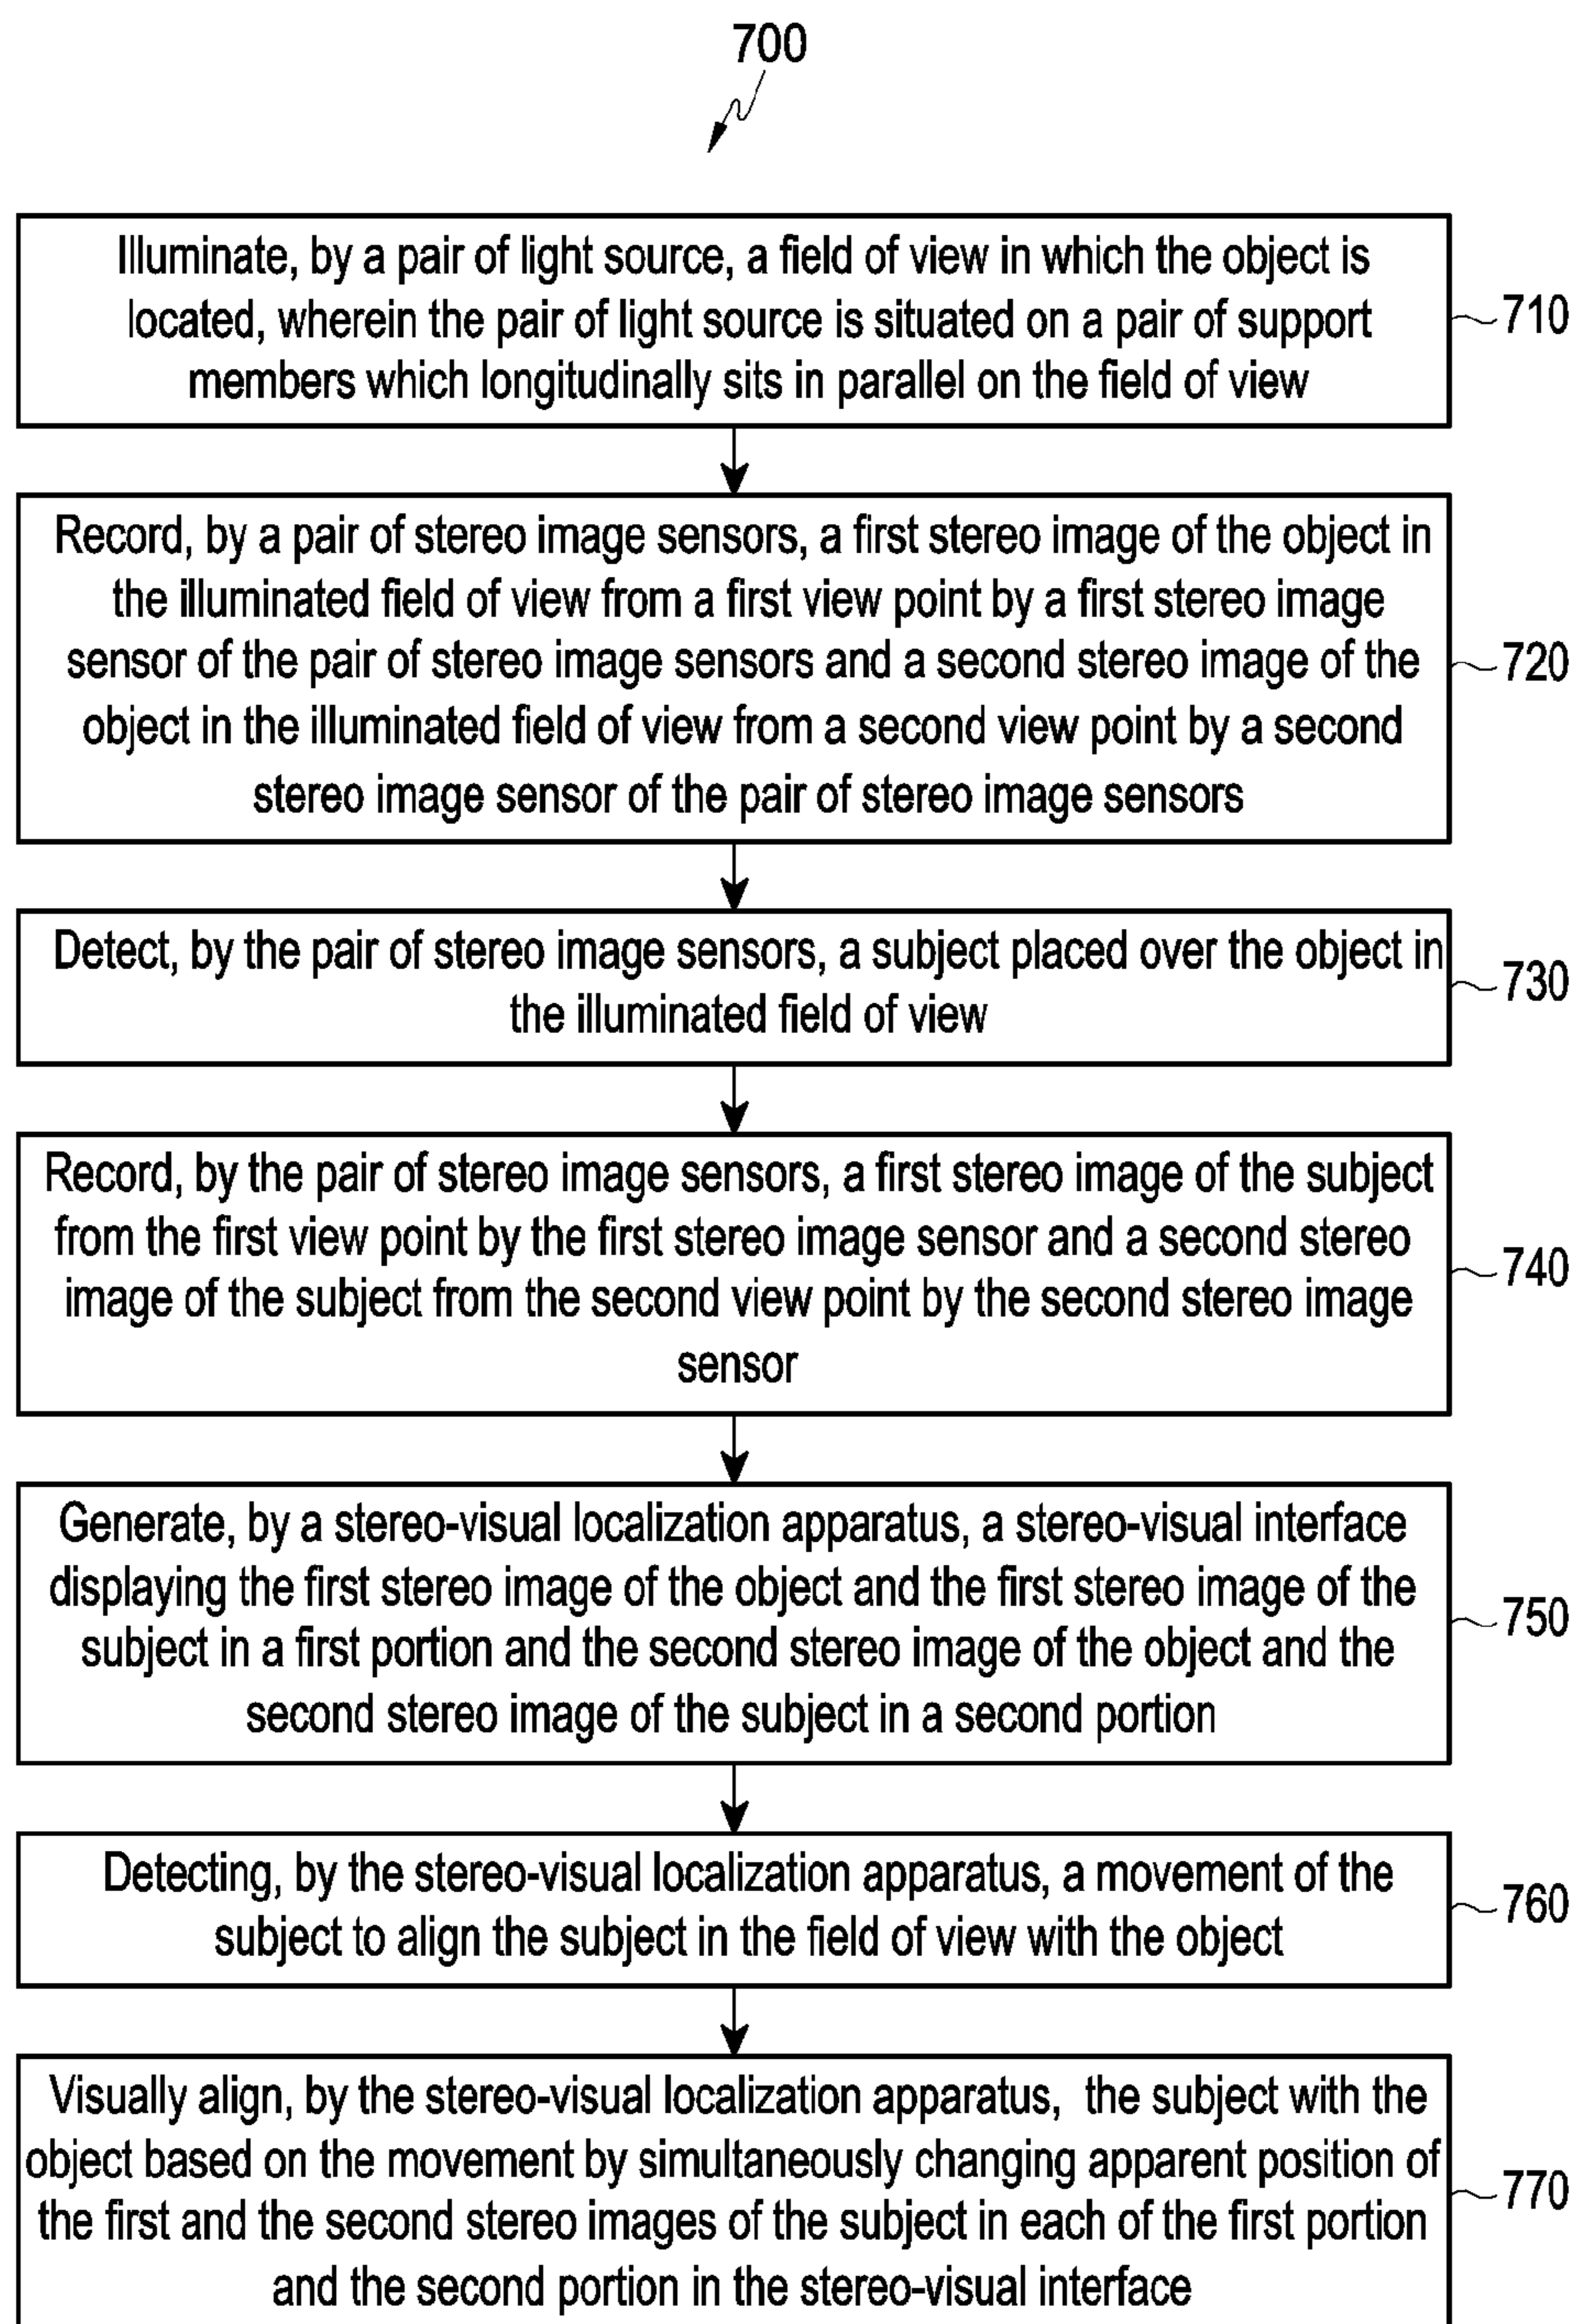 700
Illuminate, by a pair of light source, a field of view in which the object is
located, wherein the pair of light source is situated on a pair of support
members which longitudinally sits in parallel on the field of view
710
Record, by a pair of stereo image sensors, a first stereo image of the object in
the illuminated field of view from a first view point by a first stereo image
sensor of the pair of stereo image sensors and a second stereo image of the
object in the illuminated field of view from a second view point by a second
stereo image sensor of the pair of stereo image sensors
720
Detect, by the pair of stereo image sensors, a subject placed over the object in
the illuminated field of view
730
Record, by the pair of stereo image sensors, a first stereo image of the subject
from the first view point by the first stereo image sensor and a second stereo
image of the subject from the second view point by the second stereo image
sensor
740
Generate, by a stereo-visual localization apparatus, a stereo-visual interface
displaying the first stereo image of the object and the first stereo image of the
subject in a first portion and the second stereo image of the object and the
second stereo image of the subject in a second portion
750
Detecting, by the stereo-visual localization apparatus, a movement of the
subject to align the subject in the field of view with the object
760
Visually align, by the stereo-visual localization apparatus, the subject with the
object based on the movement by simultaneously changing apparent position of
the first and the second stereo images of the subject in each of the first portion
and the second portion in the stereo-visual interface
770